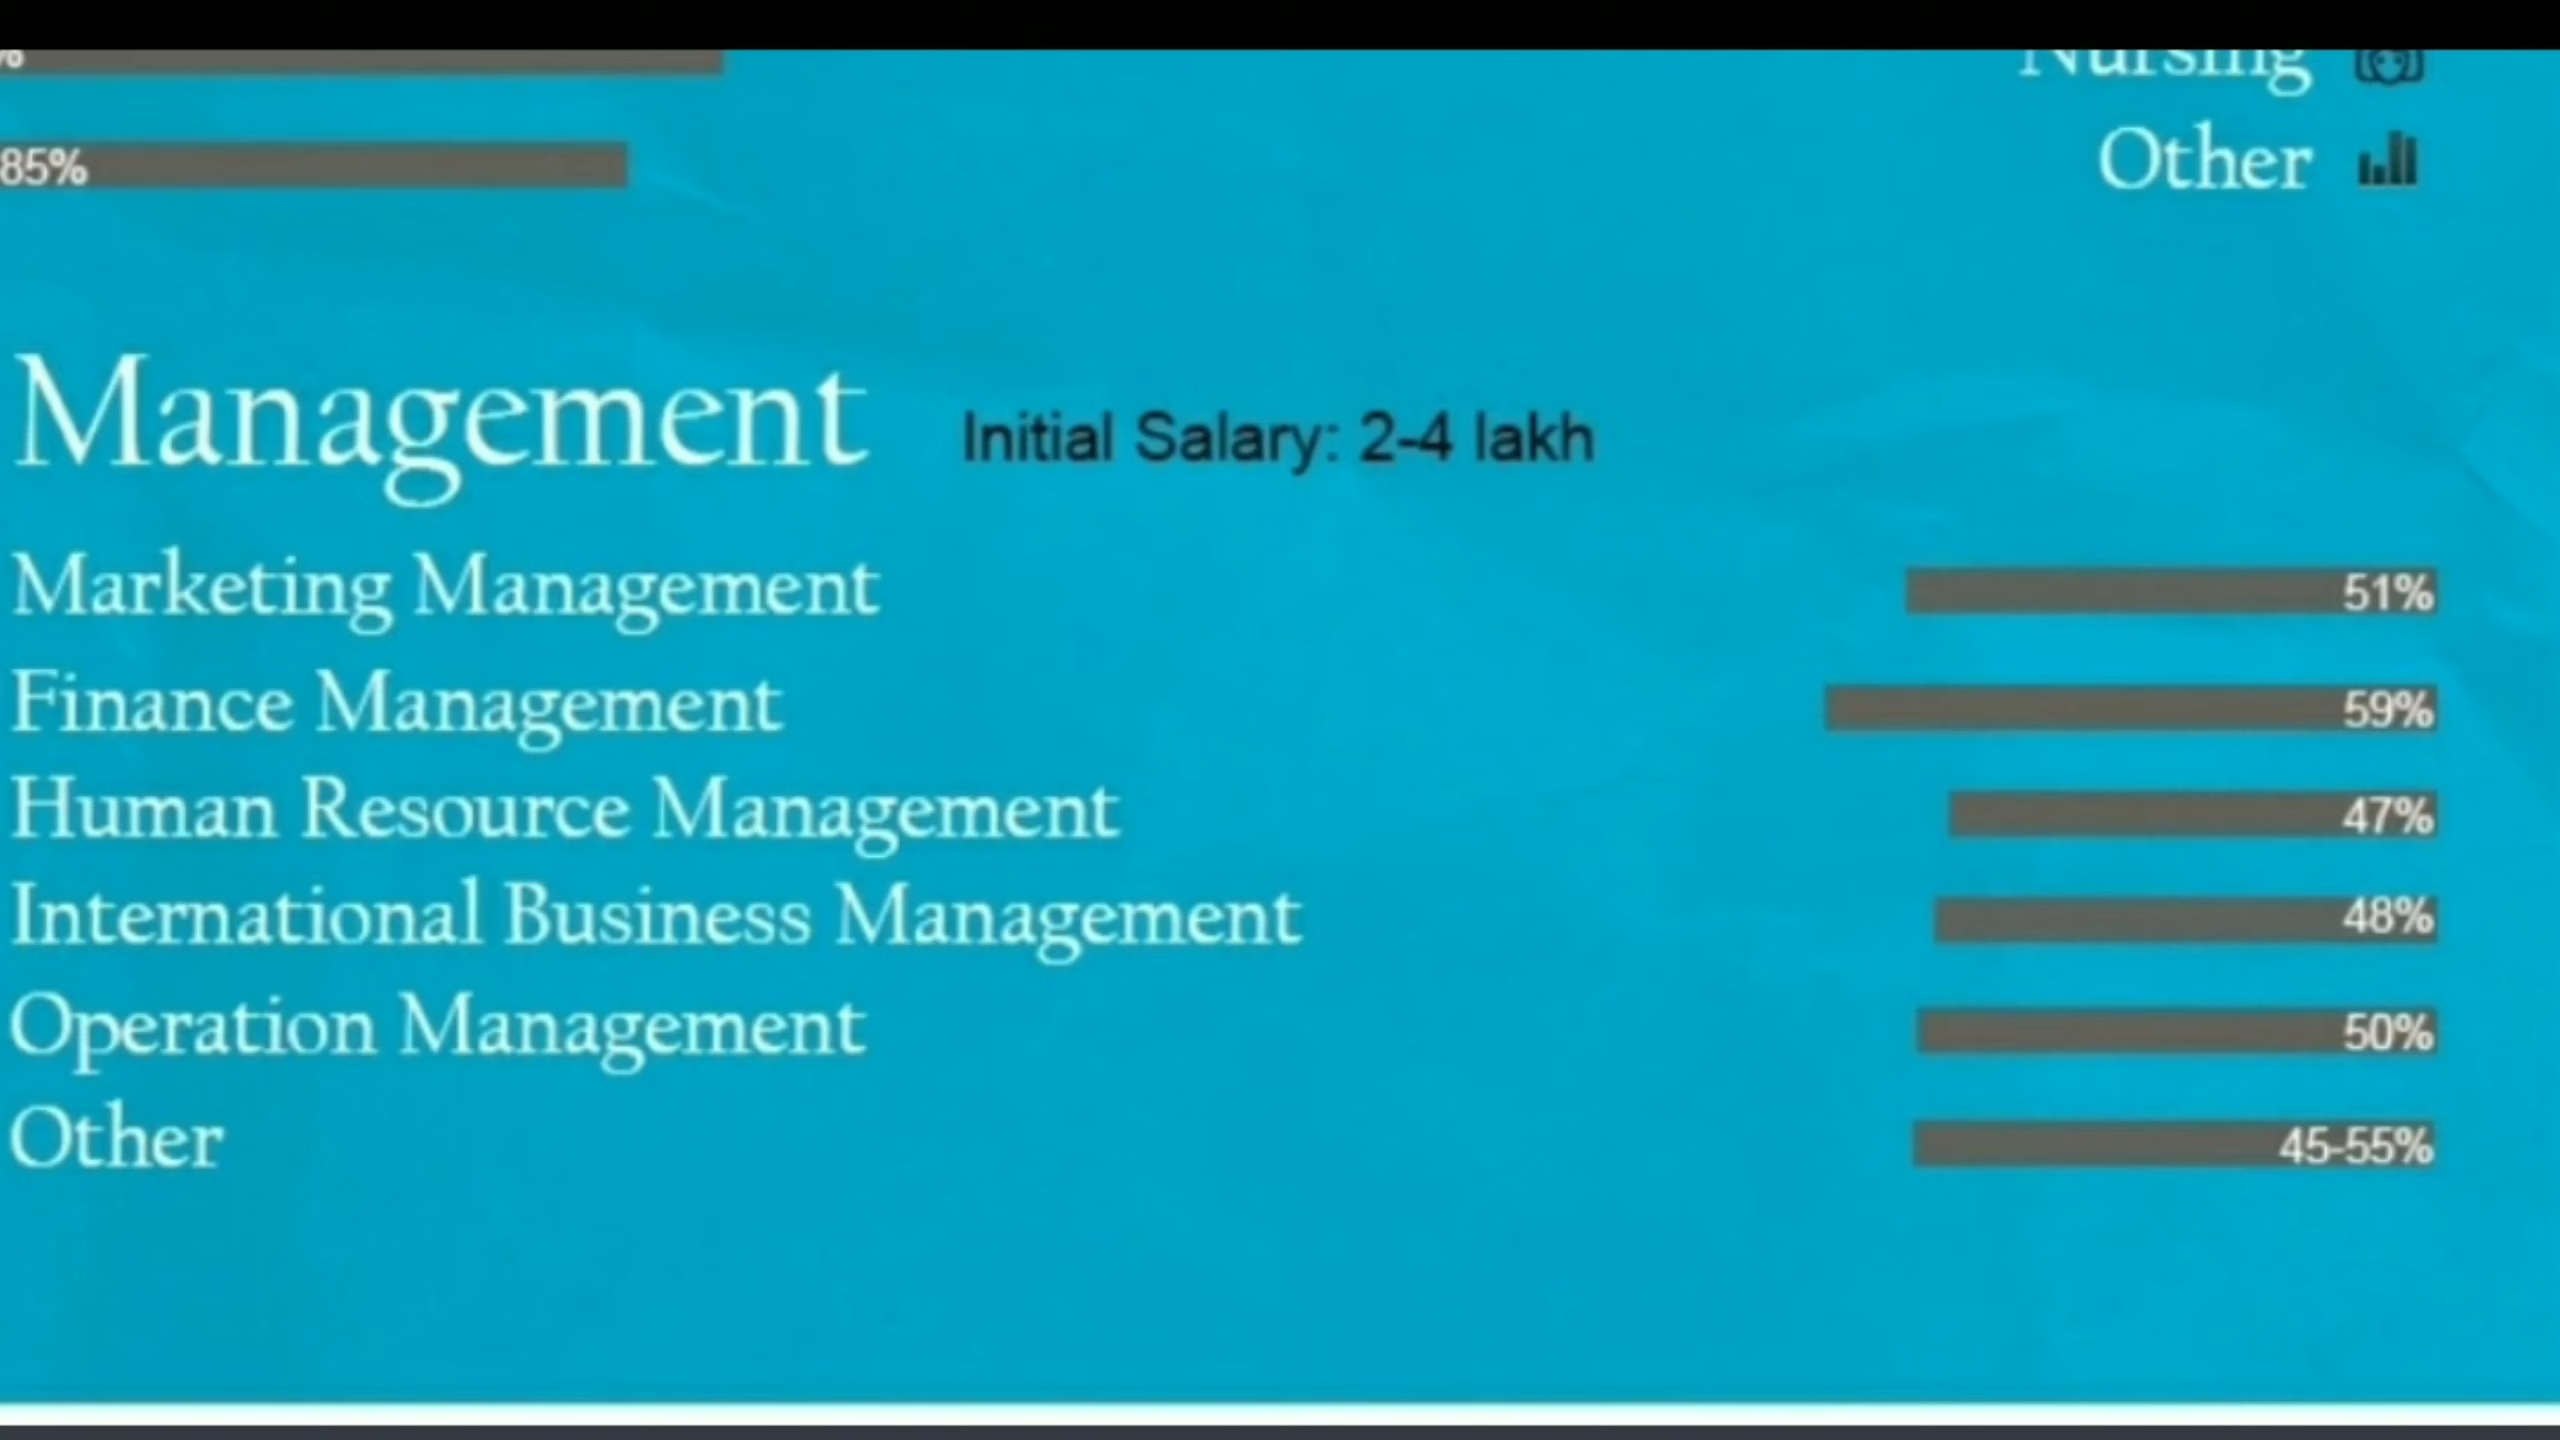 %
Nursing
85%
Other
Management Initial Salary: 2-4 lakh
Marketing Management 51%
Finance Management 59%
Human Resource Management 47%
International Business Management 48%
Operation Management 50%
Other 45-55%